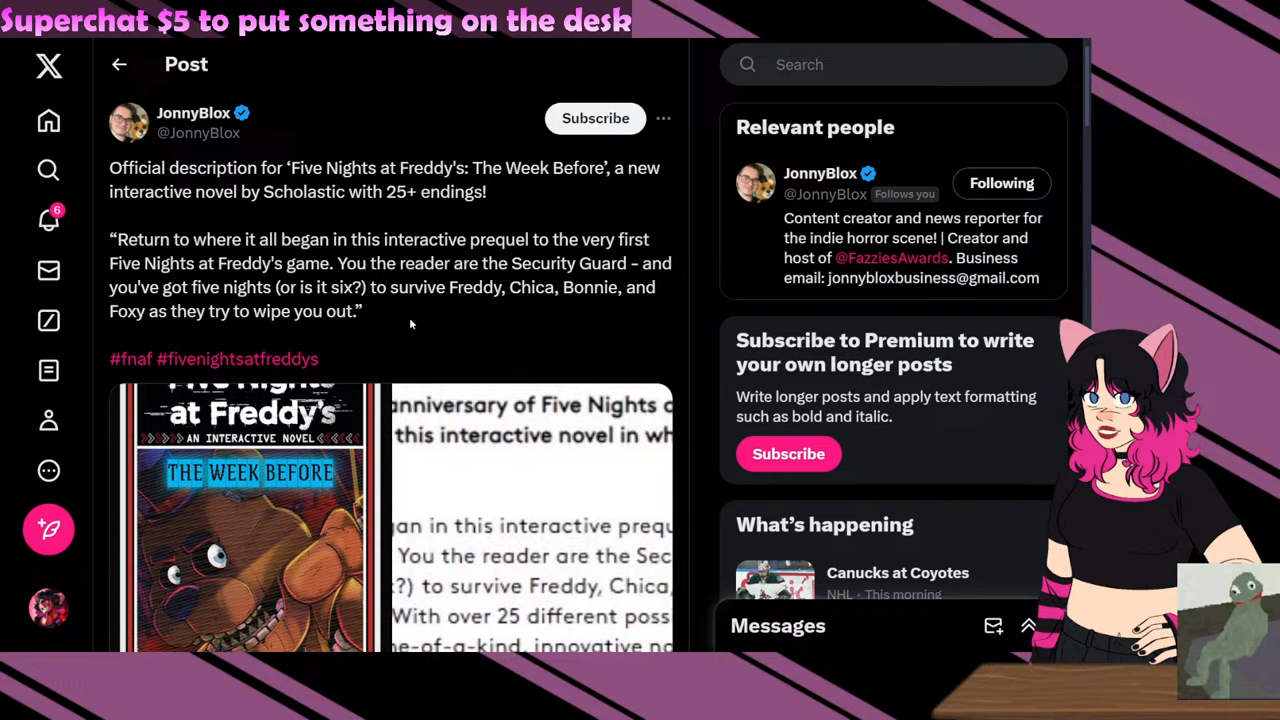 Superchat $5 to put something on the desk
Post
Search
JonnyBlox
@JonnyBlox
Subscribe
Official description for ‘Five Nights at Freddy's: The Week Before’, a new
interactive novel by Scholastic with 25+ endings!
“Return to where it all began in this interactive prequel to the very first
Five Nights at Freddy's game. You the reader are the Security Guard – and
you've got five nights (or is it six?) to survive Freddy, Chica, Bonnie, and
Foxy as they try to wipe you out.”
#fnaf #fivenightsatfreddys
Five Nights
at Freddy's
AN INTERACTIVE NOVEL
THE WEEK BEFORE
anniversary of Five Nights
this interactive novel in
an in this interactive
You the reader are the
?) to survive Freddy, Chica,
With over 25 different
e-of-a-kind, innovative
6
Relevant people
JonnyBlox
@JonnyBlox Follows you
Following
Content creator and news reporter for
the indie horror scene! | Creator and
host of @FazziesAwards. Business
email: jonnybloxbusiness@gmail.com
Subscribe to Premium to write
your own longer posts
Write longer posts and apply text formatting
such as bold and italic.
Subscribe
What’s happening
Canucks at Coyotes
NHL · This morning
Messages